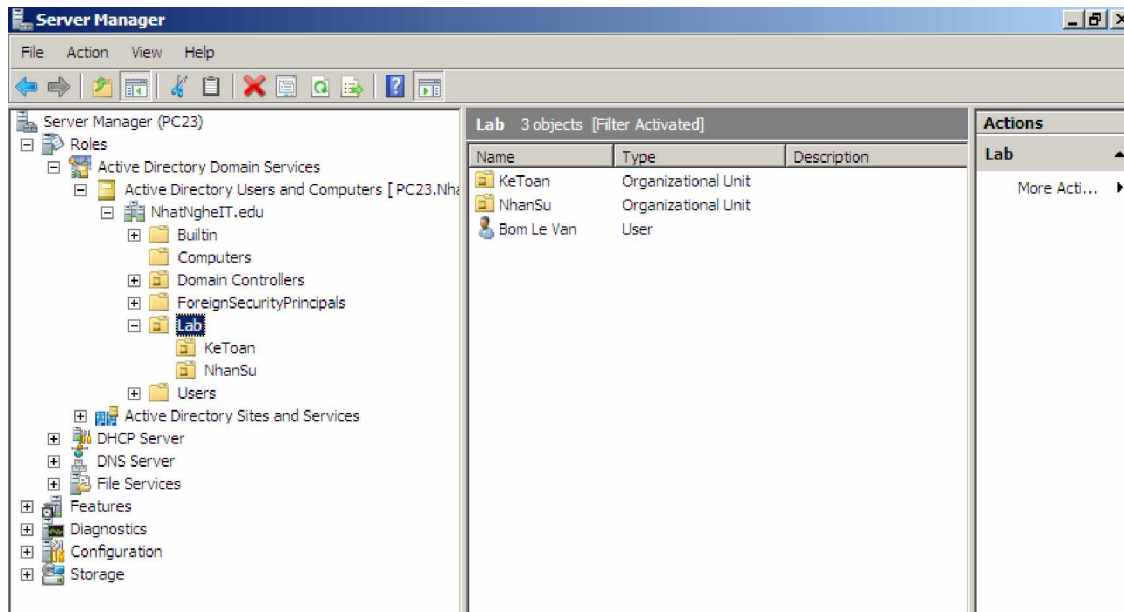 Server Manager
File Action View Help
Server Manager (PC23)
Roles
Active Directory Domain Services
Active Directory Users and Computers [ PC23.Nha
NhatNgheIT.edu
Builtin
Computers
Domain Controllers
ForeignSecurityPrincipals
Lab
KeToan
NhanSu
Users
Active Directory Sites and Services
DHCP Server
DNS Server
File Services
Features
Diagnostics
Configuration
Storage
Lab 3 objects [Filter Activated]
Name Type Description
KeToan Organizational Unit
NhanSu Organizational Unit
Bom Le Van User
Actions
Lab
More Acti...